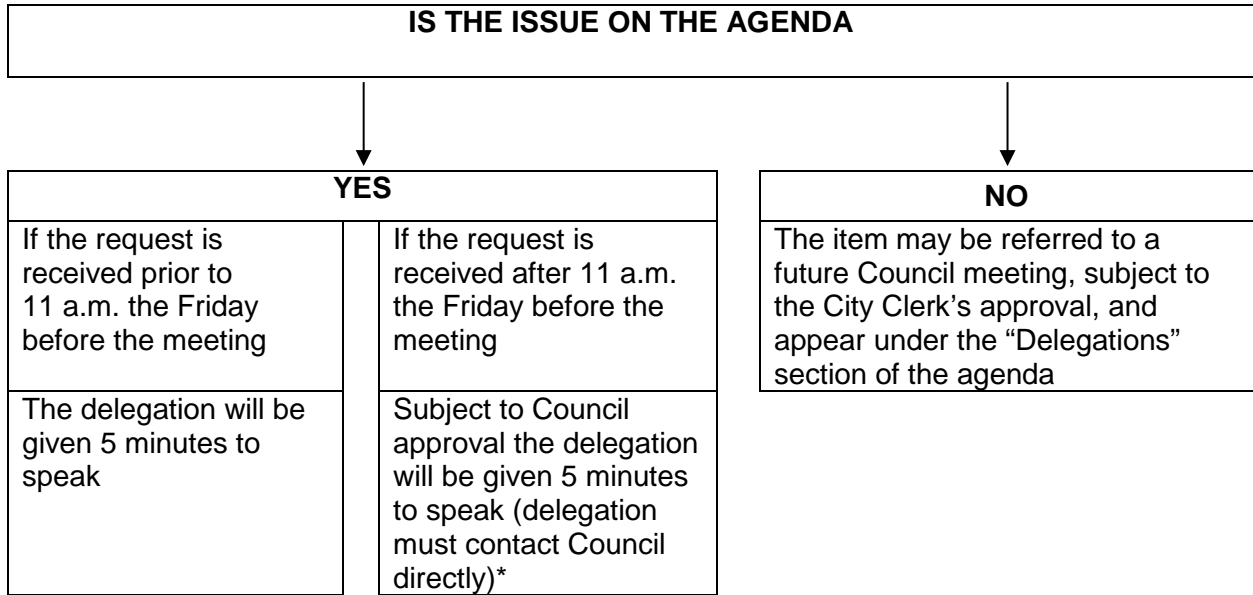 IS THE ISSUE ON THE AGENDA
YES
If the request is
received prior to
11 a.m. the Friday
before the meeting
The delegation will be
given 5 minutes to
speak
If the request is
received after 11 a.m.
the Friday before the
meeting
Subject to Council
approval the delegation
will be given 5 minutes
to speak (delegation
must contact Council
directly)*
NO
The item may be referred to a
future Council meeting, subject to
the City Clerk’s approval, and
appear under the “Delegations”
section of the agenda